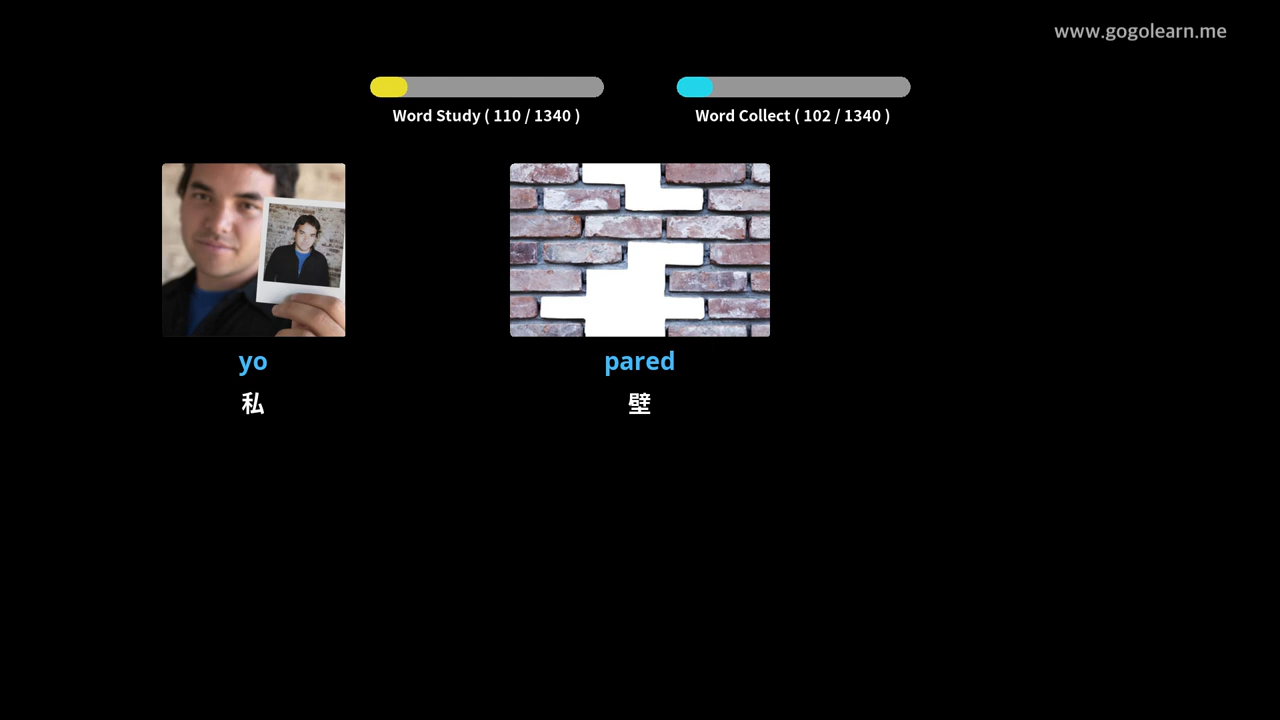 www.gogolearn.me
Word Study ( 110 / 1340 )
Word Collect ( 102 / 1340 )
yo
pared
私
壁